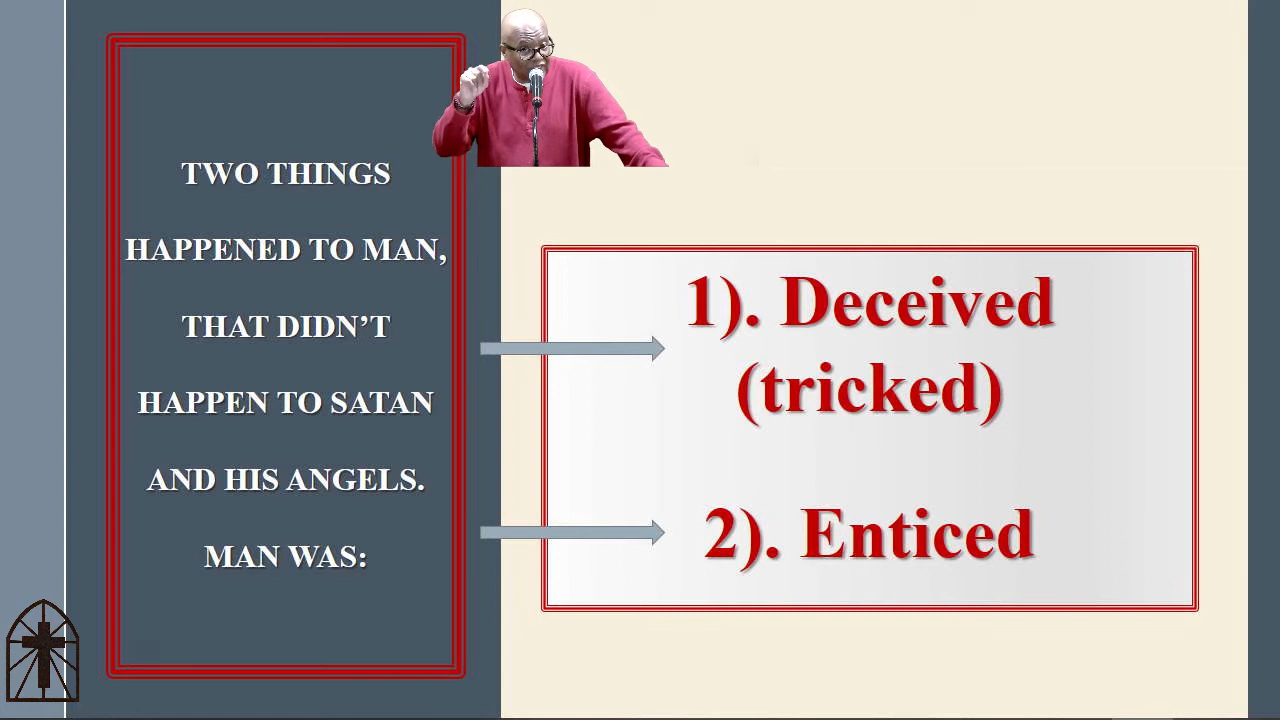 TWO THINGS
HAPPENED TO MAN,
THAT DIDN’T
HAPPEN TO SATAN
AND HIS ANGELS.
MAN WAS:
1). Deceived
(tricked)
2). Enticed